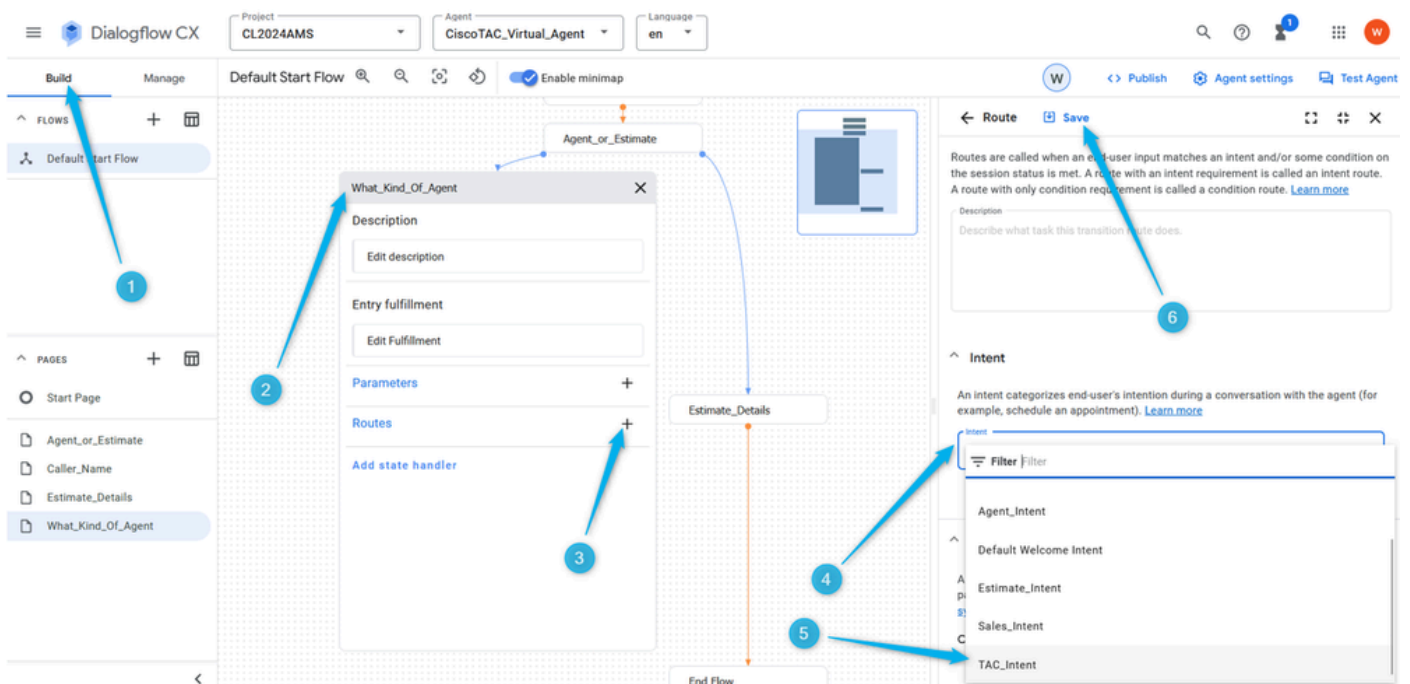 Dialogflow CX
Project
CL2024AMS
Agent
CiscoTAC_Virtual_Agent
Language
en
1
W
Build
Manage
Default Start Flow
Enable minimap
W
<> Publish
Agent settings
Test Agent
FLOWS
Default Start Flow
1
PAGES
Start Page
Agent_or_Estimate
Caller_Name
Estimate_Details
What_Kind_Of_Agent
Agent_or_Estimate
What_Kind_Of_Agent
Description
Edit description
Entry fulfillment
Edit Fulfillment
Parameters
Routes
Add state handler
2
3
Estimate_Details
End Flow
Route
Save
Routes are called when an end-user input matches an intent and/or some condition on
the session status is met. A route with an intent requirement is called an intent route.
A route with only condition requirement is called a condition route. Learn more
Description
Describe what task this transition route does.
6
Intent
An intent categorizes end-user's intention during a conversation with the agent (for
example, schedule an appointment). Learn more
Intent
Filter Filter
Agent_Intent
Default Welcome Intent
Estimate_Intent
Sales_Intent
TAC_Intent
4
5